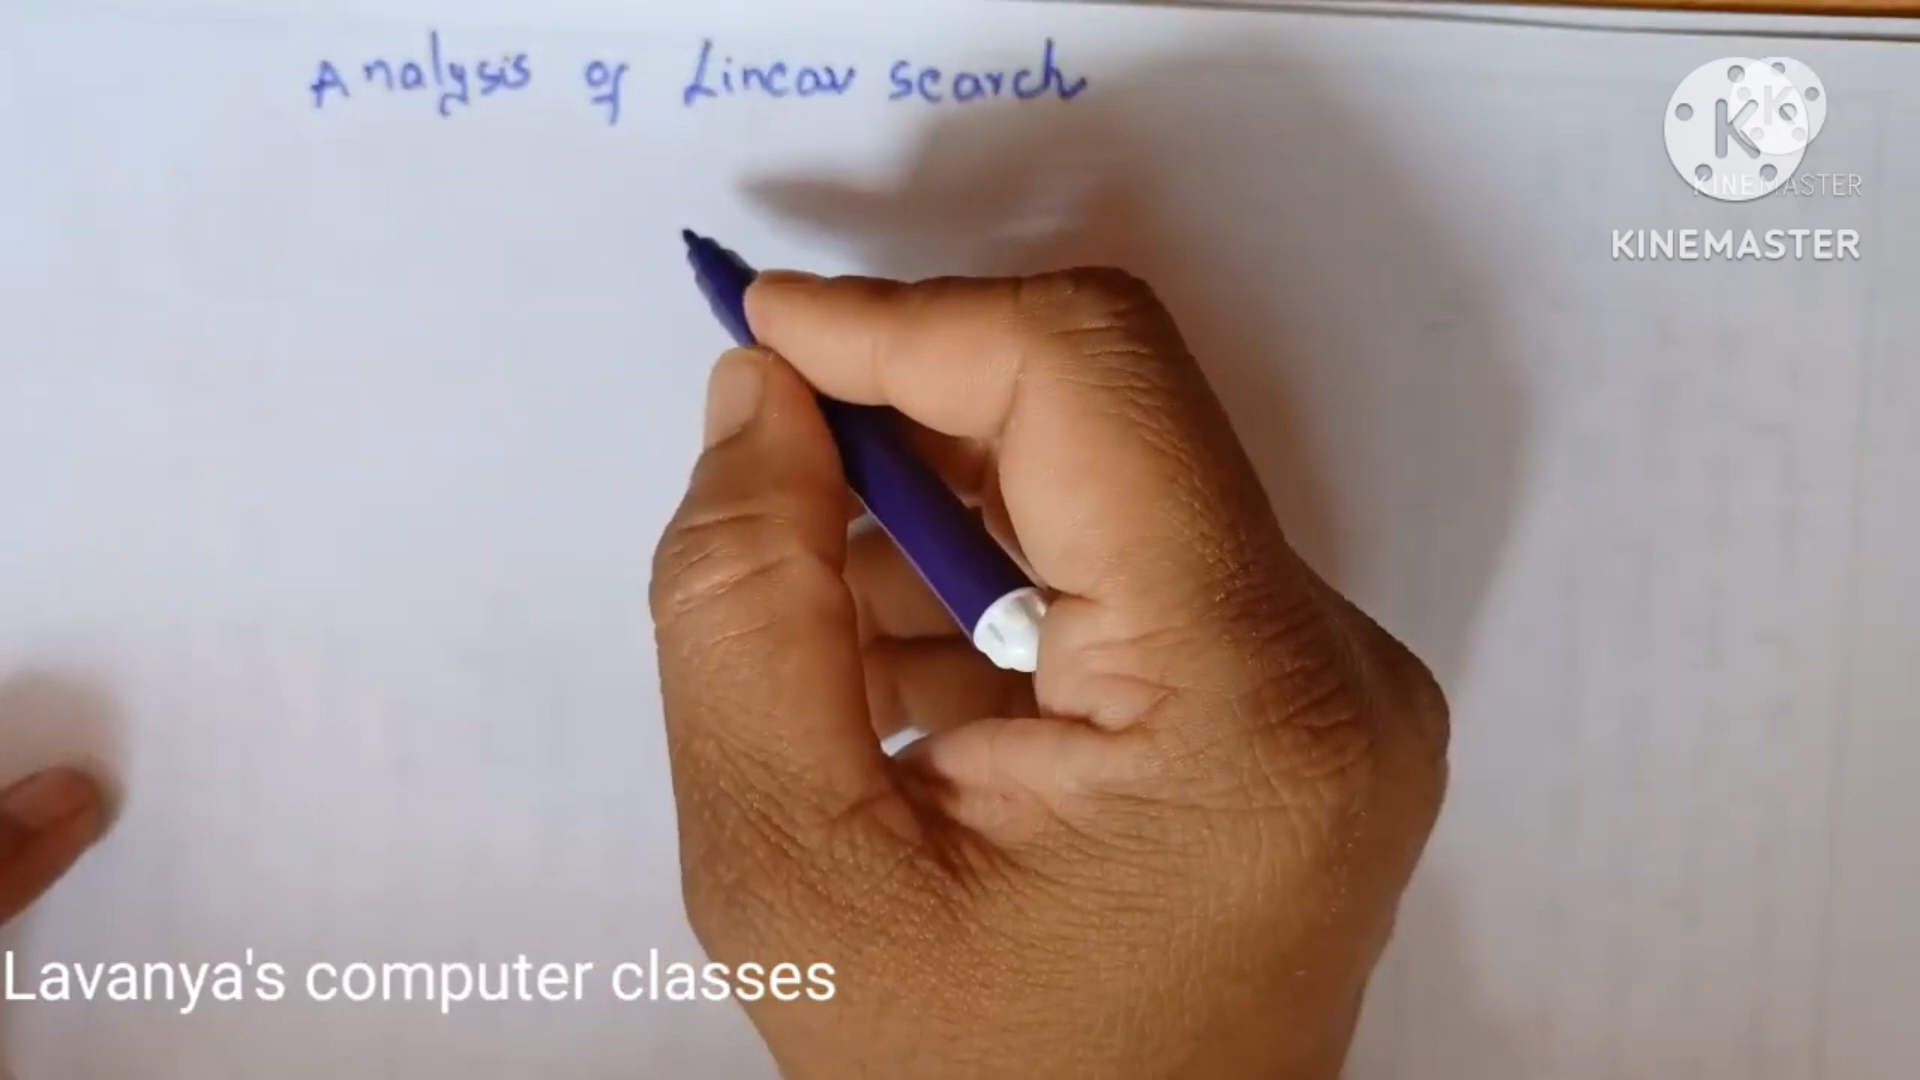 Analysis of Linear search
KINEMASTER
KINEMASTER
Lavanya's computer classes